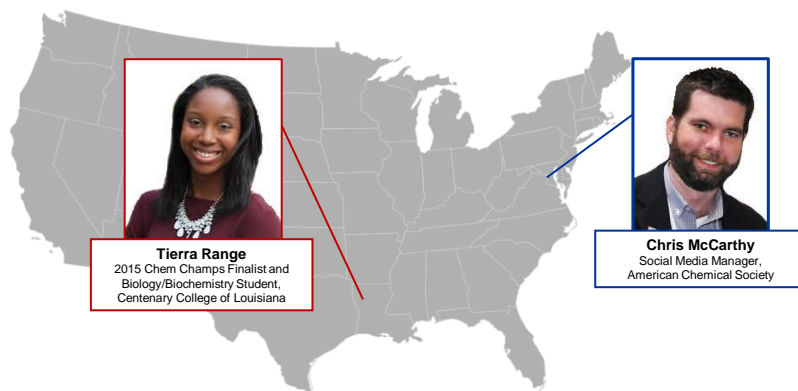 Tierra Range
2015 Chem Champs Finalist and
Biology/Biochemistry Student,
Centenary College of Louisiana
Chris McCarthy
Social Media Manager,
American Chemical Society